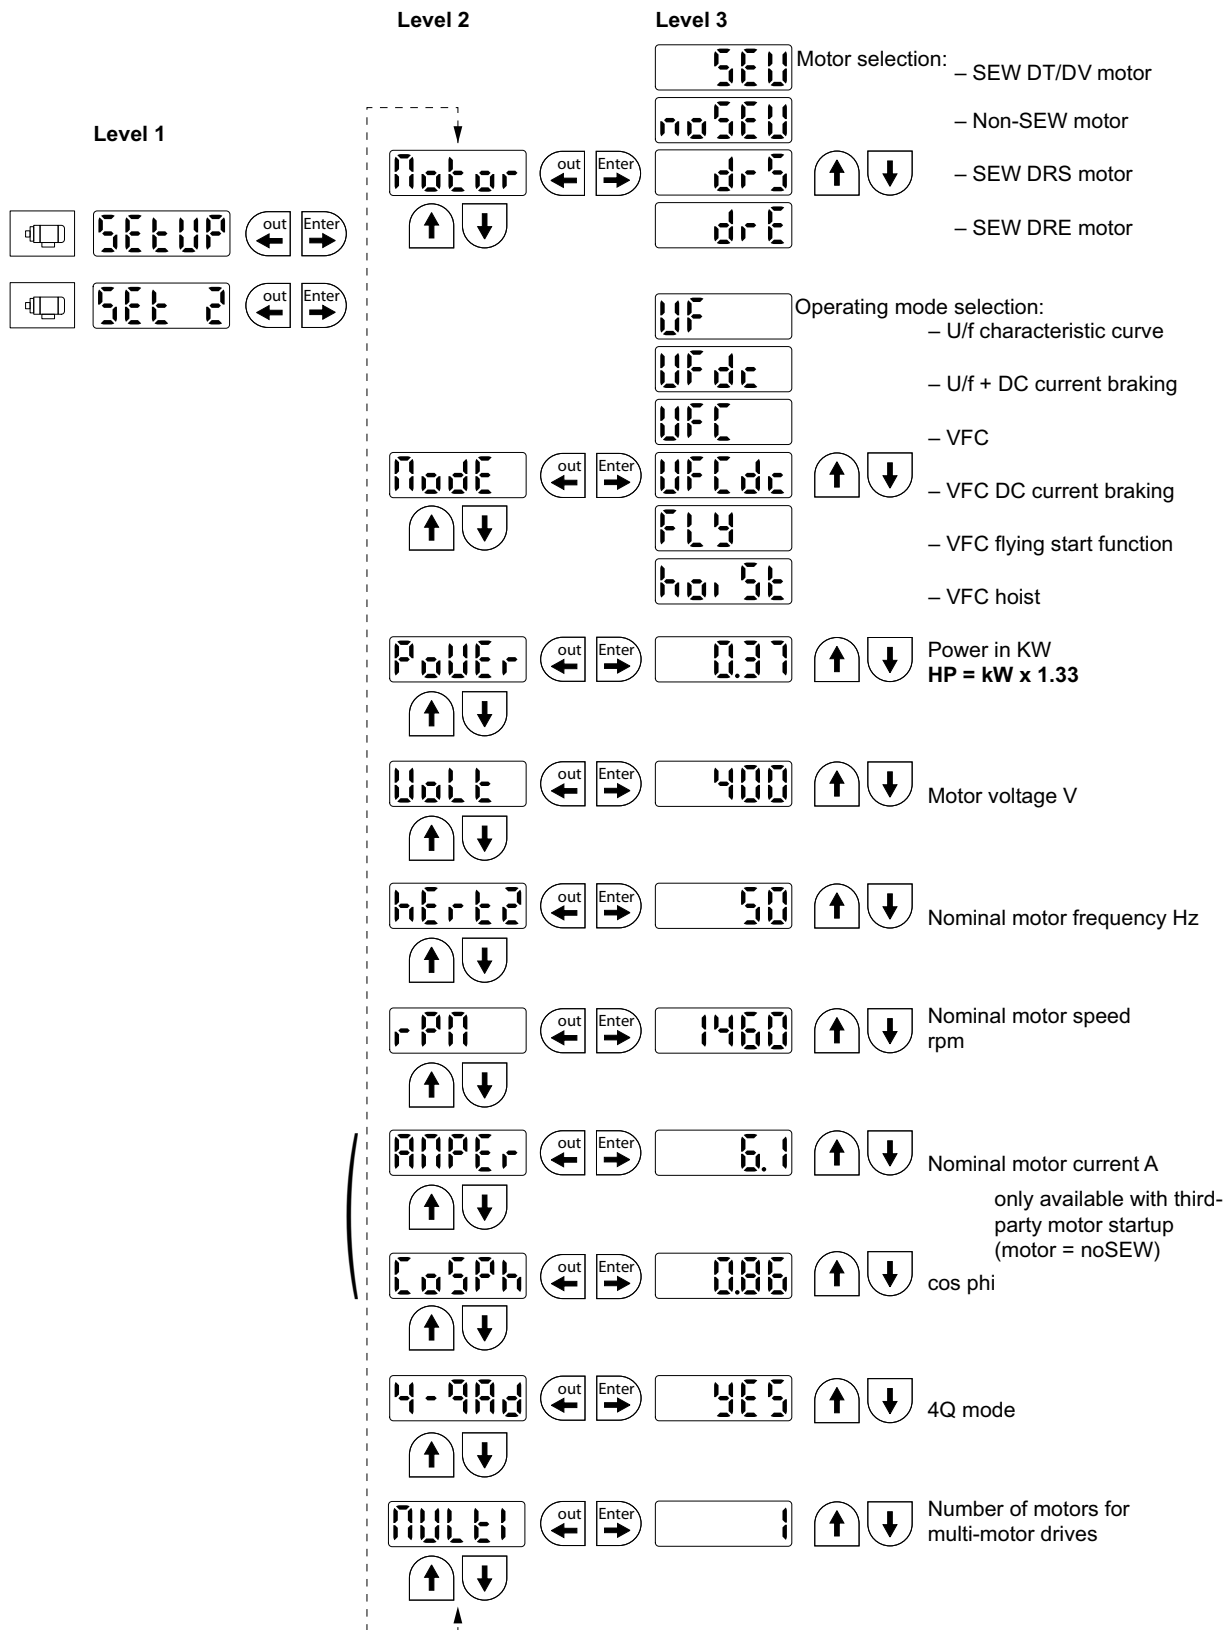 Level 2
Level 3
Level 1
SEW
Motor selection:
– SEW DT/DV motor
noSEW
– Non-SEW motor
Motor
out
Enter
drS
– SEW DRS motor
drE
– SEW DRE motor
SEtUP
out
Enter
SEt 2
out
Enter
UF
Operating mode selection:
– U/f characteristic curve
UFdc
– U/f + DC current braking
UFC
– VFC
ModE
out
Enter
UFCdc
– VFC DC current braking
FLY
– VFC flying start function
hoiSt
– VFC hoist
PoWEr
out
Enter
0.37
Power in KW
HP = kW x 1.33
VoLt
out
Enter
400
Motor voltage V
hErt2
out
Enter
50
Nominal motor frequency Hz
rPM
out
Enter
1460
Nominal motor speed
rpm
AMPEr
out
Enter
6.1
Nominal motor current A
only available with third-
party motor startup
(motor = noSEW)
CoSPh
out
Enter
0.86
cos phi
4-qAd
out
Enter
YES
4Q mode
MULtI
out
Enter
1
Number of motors for
multi-motor drives